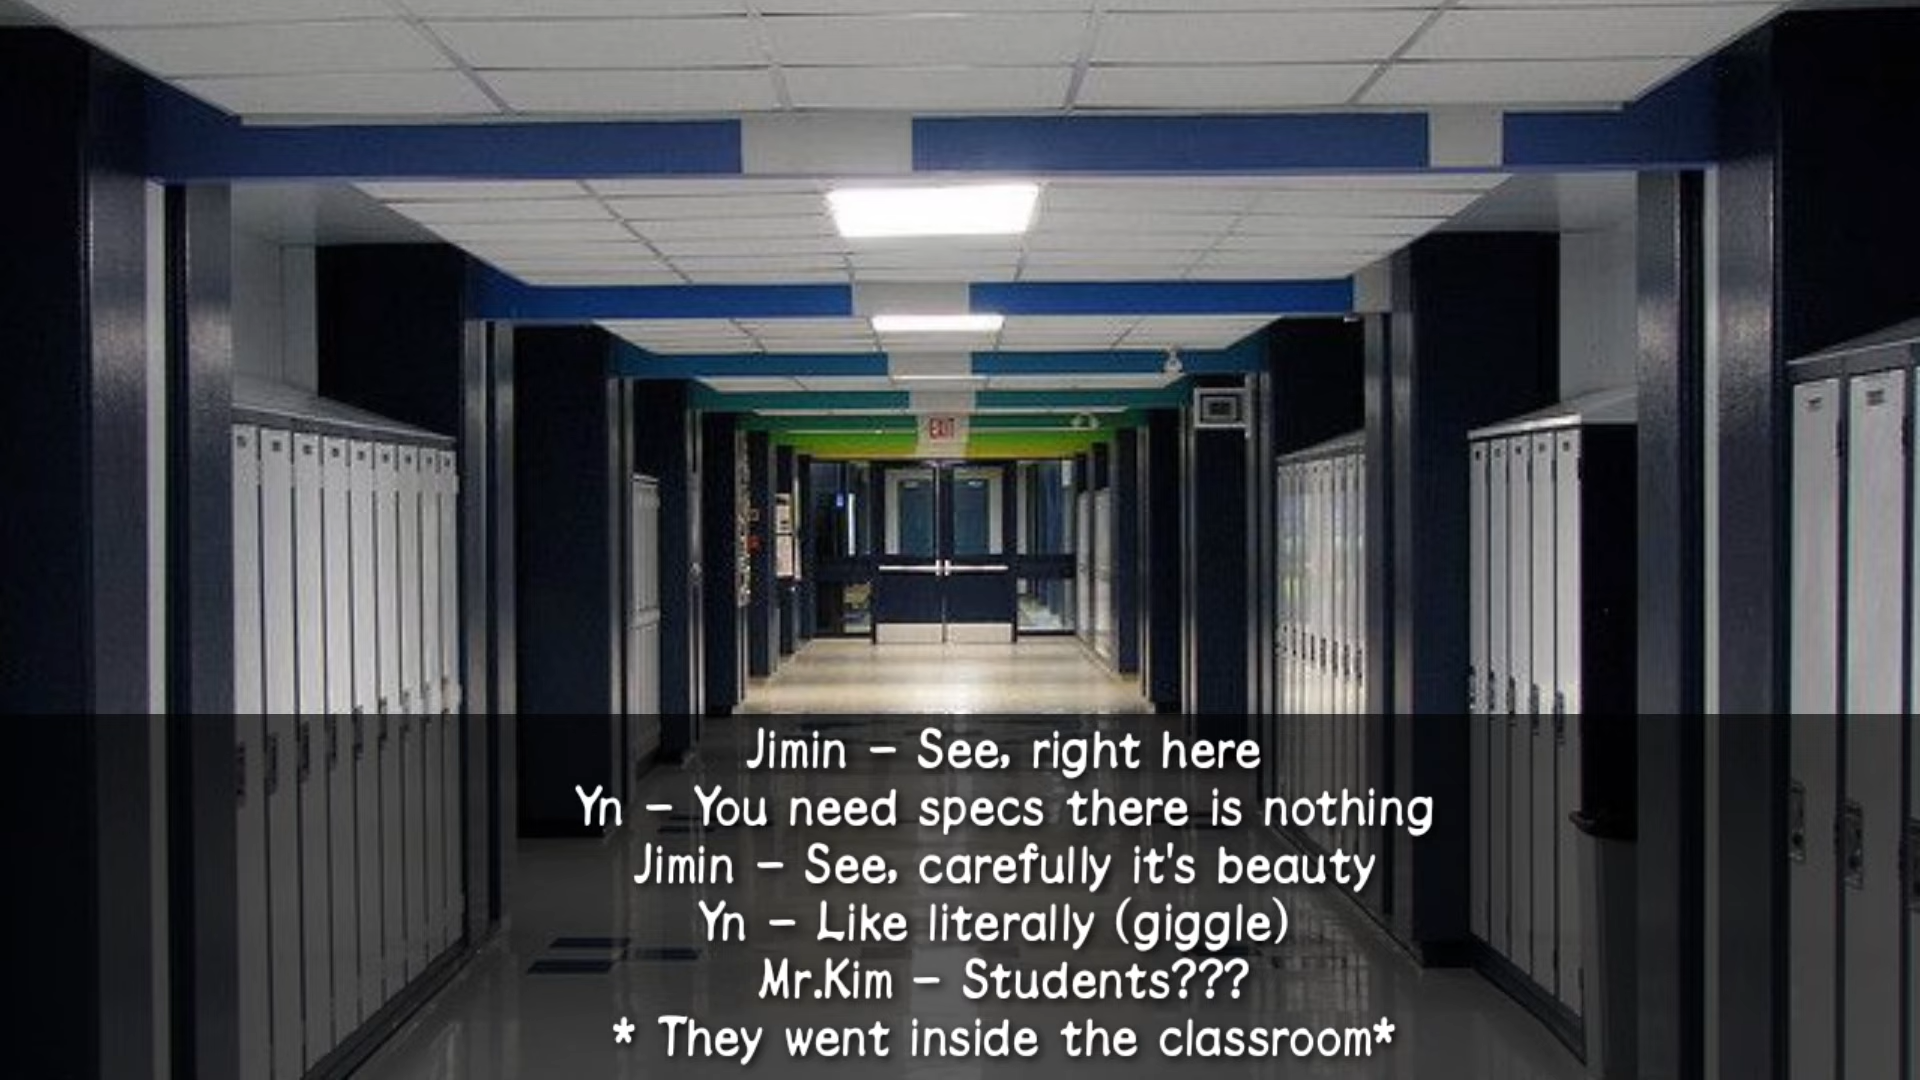 EXIT
Jimin - See, right here
Yn - You need specs there is nothing
Jimin - See, carefully it's beauty
Yn - Like literally (giggle)
Mr.Kim - Students???
* They went inside the classroom*